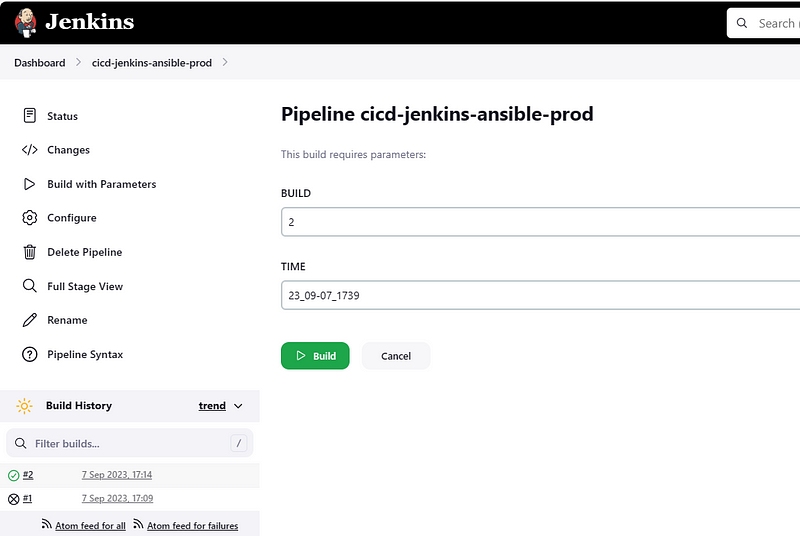 Jenkins
Search
Dashboard
cicd-jenkins-ansible-prod
Status
Changes
Build with Parameters
Configure
Delete Pipeline
Full Stage View
Rename
Pipeline Syntax
Build History
trend
Filter builds...
/
#2
7 Sep 2023, 17:14
#1
7 Sep 2023, 17:09
Atom feed for all
Atom feed for failures
Pipeline cicd-jenkins-ansible-prod
This build requires parameters:
BUILD
2
TIME
23_09-07_1739
Build
Cancel